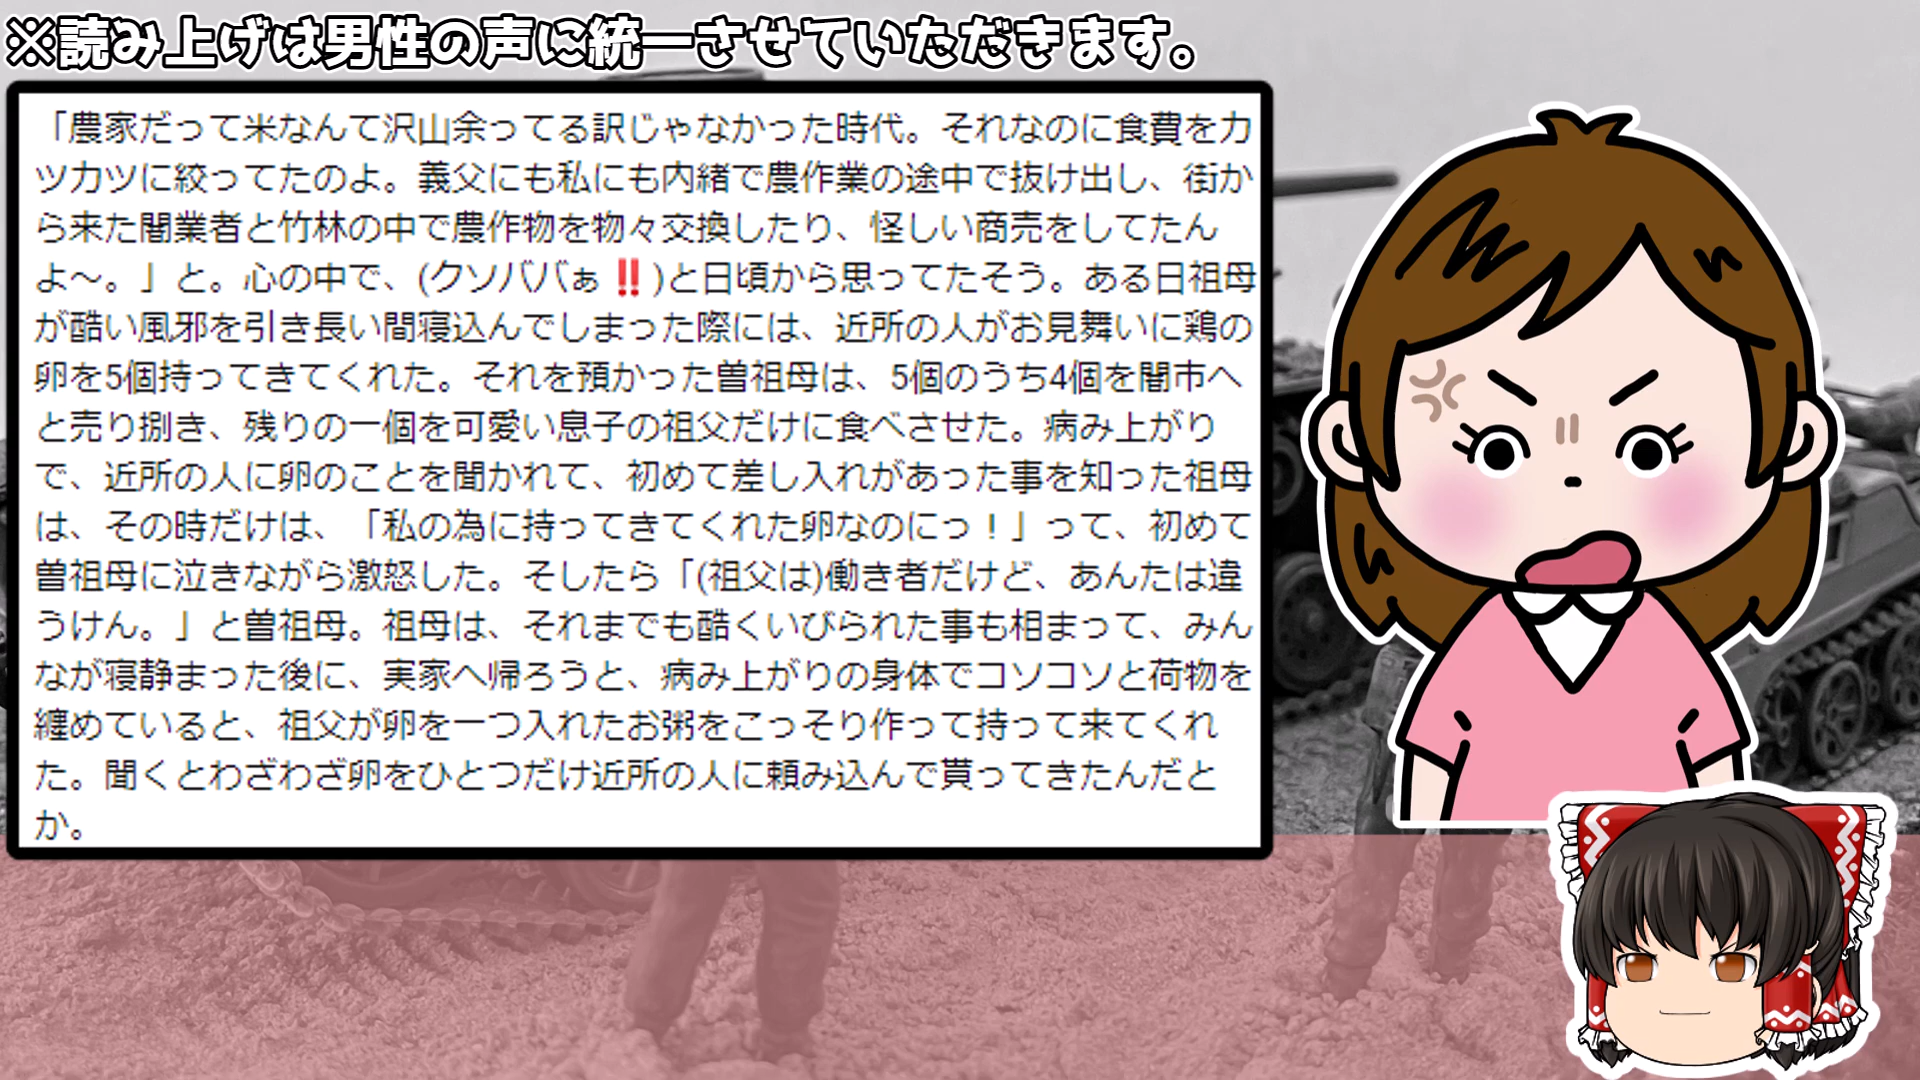 ※読み上げは男性の声に統一させていただきます。
「農家だって米なんて沢山余ってる訳じゃなかった時代。それなのに食費をカ
ツカツに絞ってたのよ。義父にも私にも内緒で農作業の途中で抜け出し、街か
ら来た闇業者と竹林の中で農作物を物々交換したり、怪しい商売をしてたん
よ～。」と。心の中で、(クソババぁ‼)と日頃から思ってたそう。ある日祖母
が酷い風邪を引き長い間寝込んでしまった際には、近所の人がお見舞いに鶏の
卵を5個持ってきてくれた。それを預かった曽祖母は、5個のうち4個を闇市へ
と売り捌き、残りの一個を可愛い息子の祖父だけに食べさせた。病み上がり
で、近所の人に卵のことを聞かれて、初めて差し入れがあった事を知った祖母
は、その時だけは、「私の為に持ってきてくれた卵なのにっ！」って、初めて
曽祖母に泣きながら激怒した。そしたら「(祖父は)働き者だけど、あんたは違
うけん。」と曽祖母。祖母は、それまでも酷くいびられた事も相まって、みん
なが寝静まった後に、実家へ帰ろうと、病み上がりの身体でコソコソと荷物を
纏めていると、祖父が卵を一つ入れたお粥をこっそり作って持って来てくれ
た。聞くとわざわざ卵をひとつだけ近所の人に頼み込んで貰ってきたんだと
か。